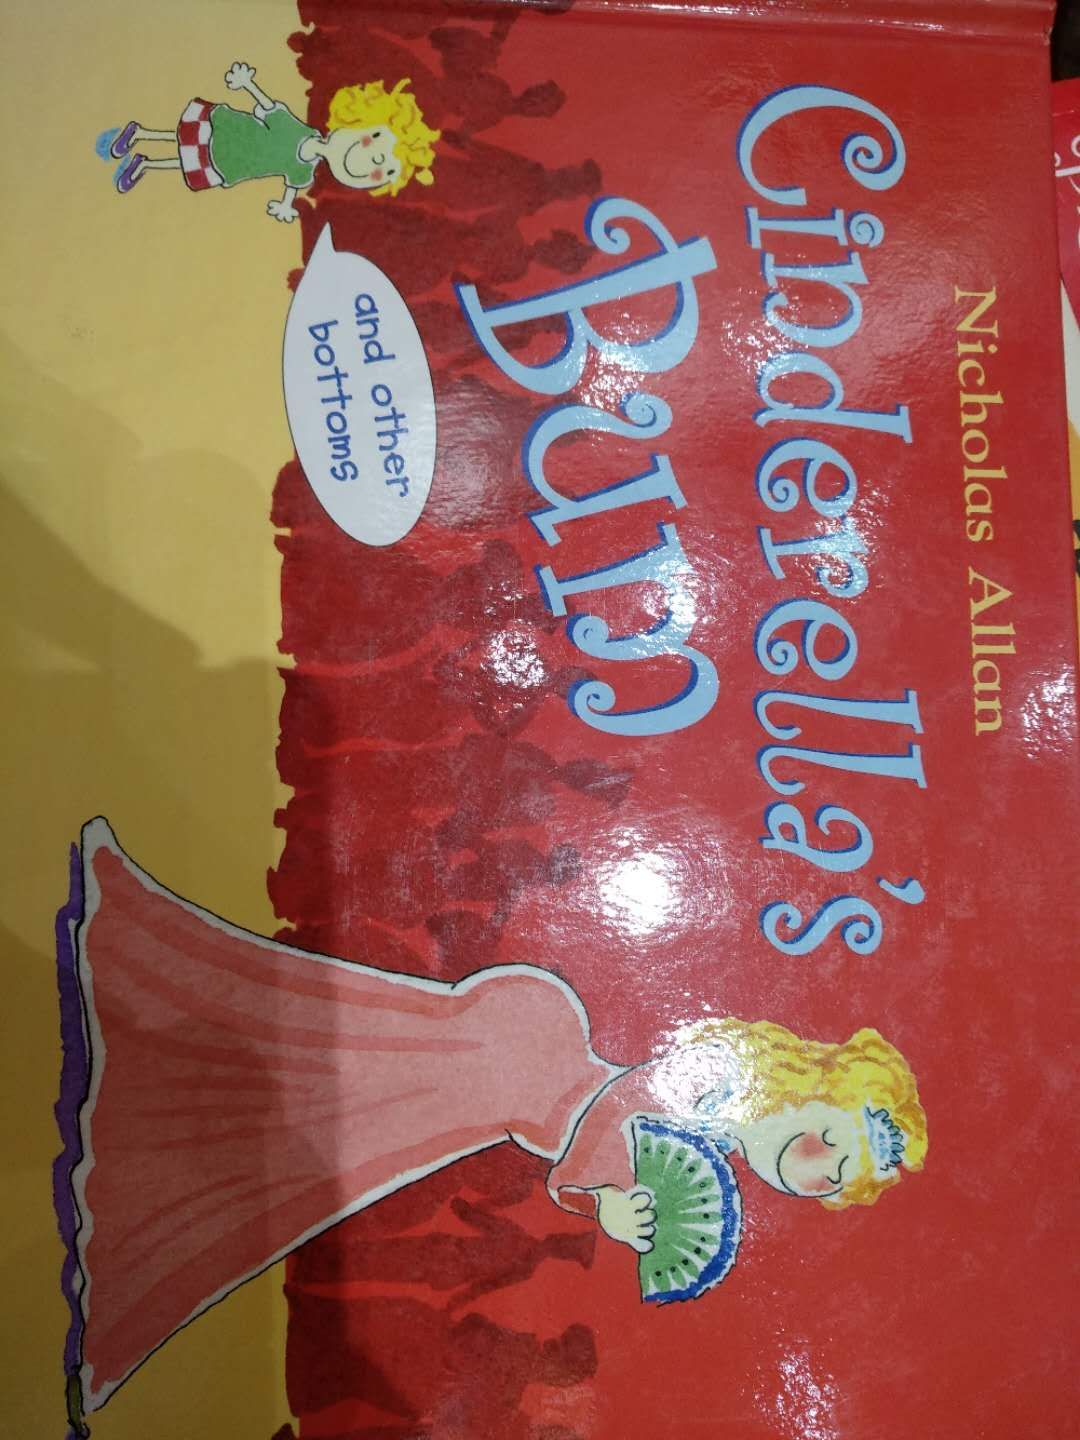 Nicholas Allan
Cinderella's
Bum
and other
bottoms